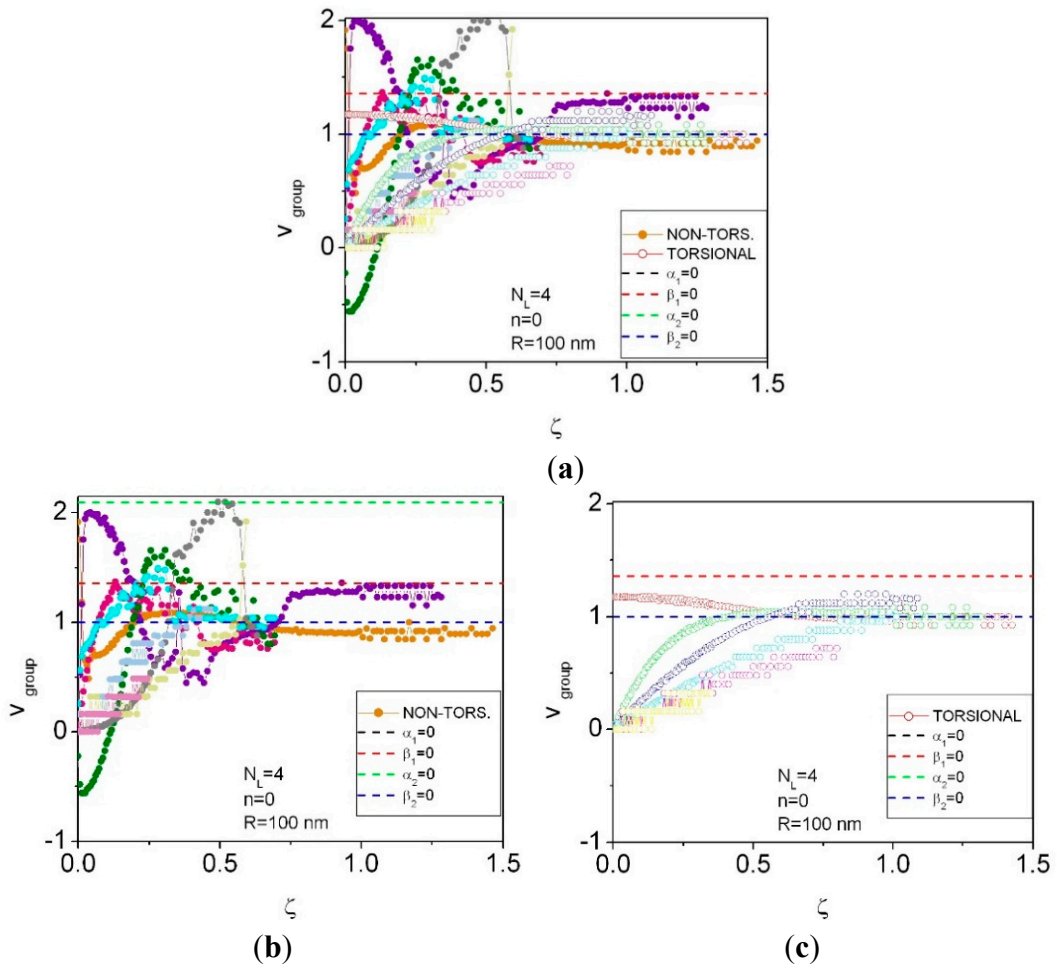 2
1
0
-1
v group
0.0
0.5
1.0
1.5
ζ
NON-TORS.
TORSIONAL
α1=0
β1=0
α2=0
β2=0
NL=4
n=0
R=100 nm
(a)
2
1
0
-1
v group
0.0
0.5
1.0
1.5
ζ
NON-TORS.
α1=0
β1=0
α2=0
β2=0
NL=4
n=0
R=100 nm
(b)
2
1
0
-1
v group
0.0
0.5
1.0
1.5
ζ
TORSIONAL
α1=0
β1=0
α2=0
β2=0
NL=4
n=0
R=100 nm
(c)